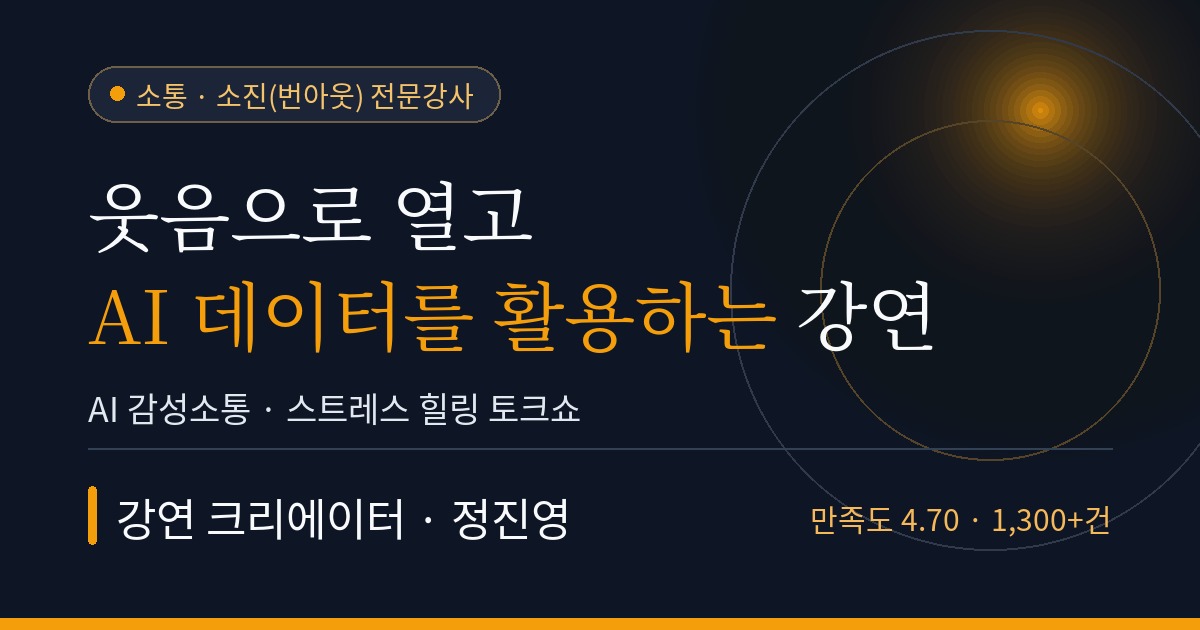 소통 · 소진(번아웃) 전문강사
웃음으로 열고
AI 데이터를 활용하는 강연
AI 감성소통 · 스트레스 힐링 토크쇼
강연 크리에이터 · 정진영
만족도 4.70 · 1,300+건